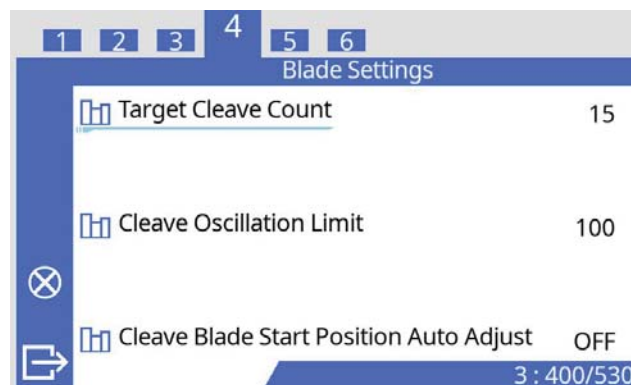 1 2 3 4 5 6
Blade Settings
Target Cleave Count 15
Cleave Oscillation Limit 100
Cleave Blade Start Position Auto Adjust OFF
3 : 400/530